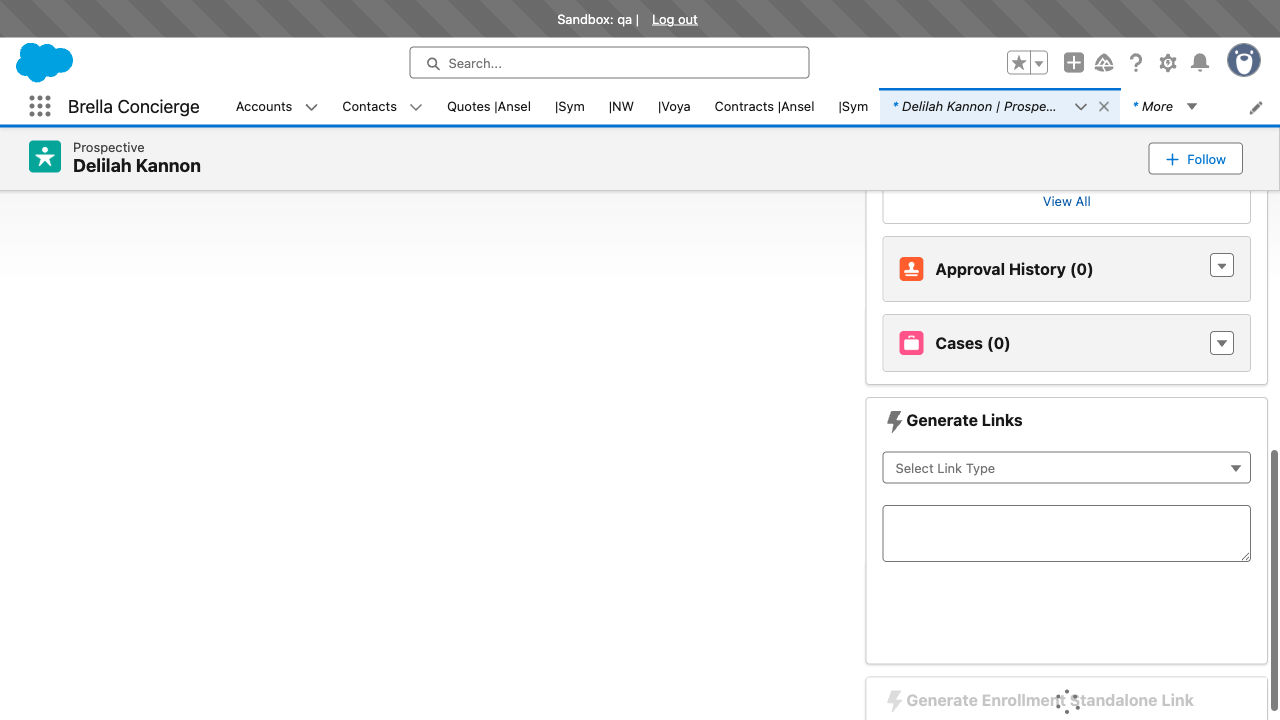 Sandbox: qa | Log out
Search...
Brella Concierge
Accounts
Contacts
Quotes |Ansel
|Sym
|NW
|Voya
Contracts |Ansel
|Sym
* Delilah Kannon | Prospe...
* More
Prospective
Delilah Kannon
Follow
View All
Approval History (0)
Cases (0)
Generate Links
Select Link Type
Generate Enrollment Standalone Link